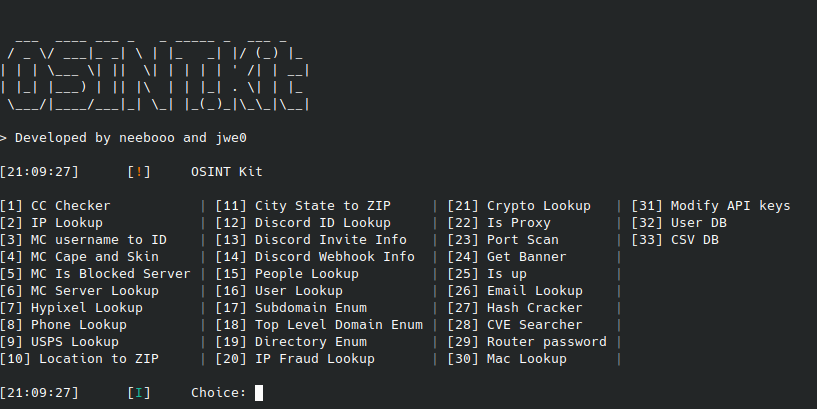 OSINTKit
> Developed by neebooo and jwe0
[21:09:27] [!] OSINT Kit
[1] CC Checker | [11] City State to ZIP | [21] Crypto Lookup | [31] Modify API keys
[2] IP Lookup | [12] Discord ID Lookup | [22] Is Proxy | [32] User DB
[3] MC username to ID | [13] Discord Invite Info | [23] Port Scan | [33] CSV DB
[4] MC Cape and Skin | [14] Discord Webhook Info | [24] Get Banner |
[5] MC Is Blocked Server | [15] People Lookup | [25] Is up |
[6] MC Server Lookup | [16] User Lookup | [26] Email Lookup |
[7] Hypixel Lookup | [17] Subdomain Enum | [27] Hash Cracker |
[8] Phone Lookup | [18] Top Level Domain Enum | [28] CVE Searcher |
[9] USPS Lookup | [19] Directory Enum | [29] Router password |
[10] Location to ZIP | [20] IP Fraud Lookup | [30] Mac Lookup |
[21:09:27] [I] Choice: